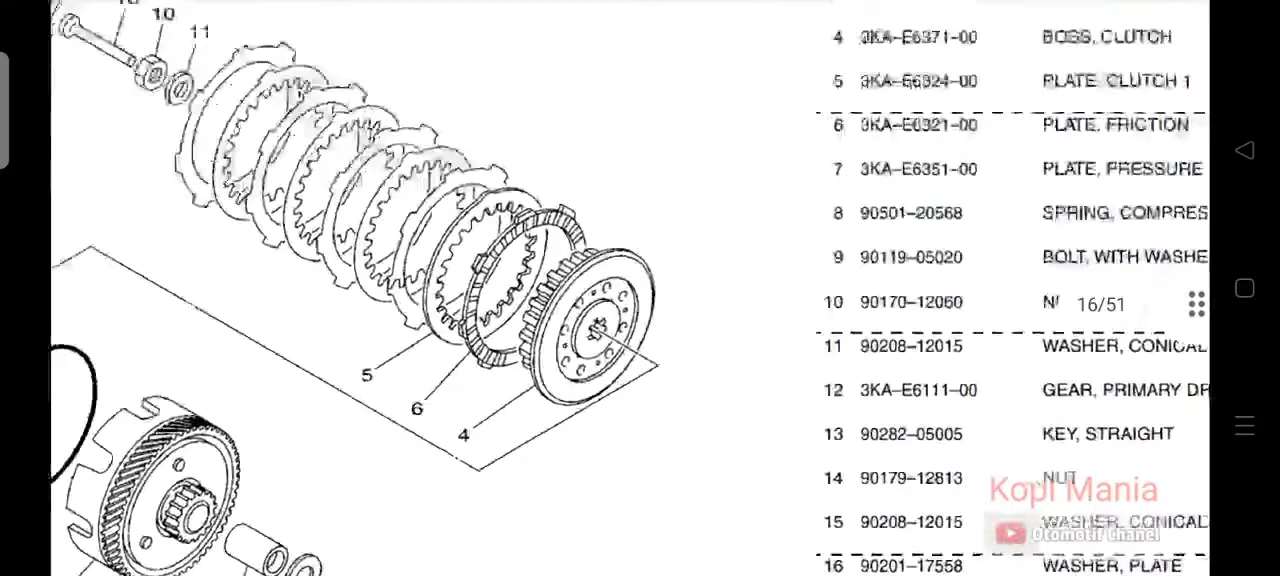 10
11
4 3KA-E6371-00 BOSS, CLUTCH
5 3KA-E6324-00 PLATE, CLUTCH 1
6 3KA-E6321-00 PLATE, FRICTION
7 3KA-E6351-00 PLATE, PRESSURE
8 90501-20568 SPRING, COMPRES
9 90119-05020 BOLT, WITH WASHE
10 90170-12060
16/51
11 90208-12015 WASHER, CONICAL
12 3KA-E6111-00 GEAR, PRIMARY DR
13 90282-05005 KEY, STRAIGHT
14 90179-12813 NUT
15 90208-12015 WASHER, CONICAL
16 90201-17558 WASHER, PLATE
5
6
4
Kopi Mania
Otomotif Chanel